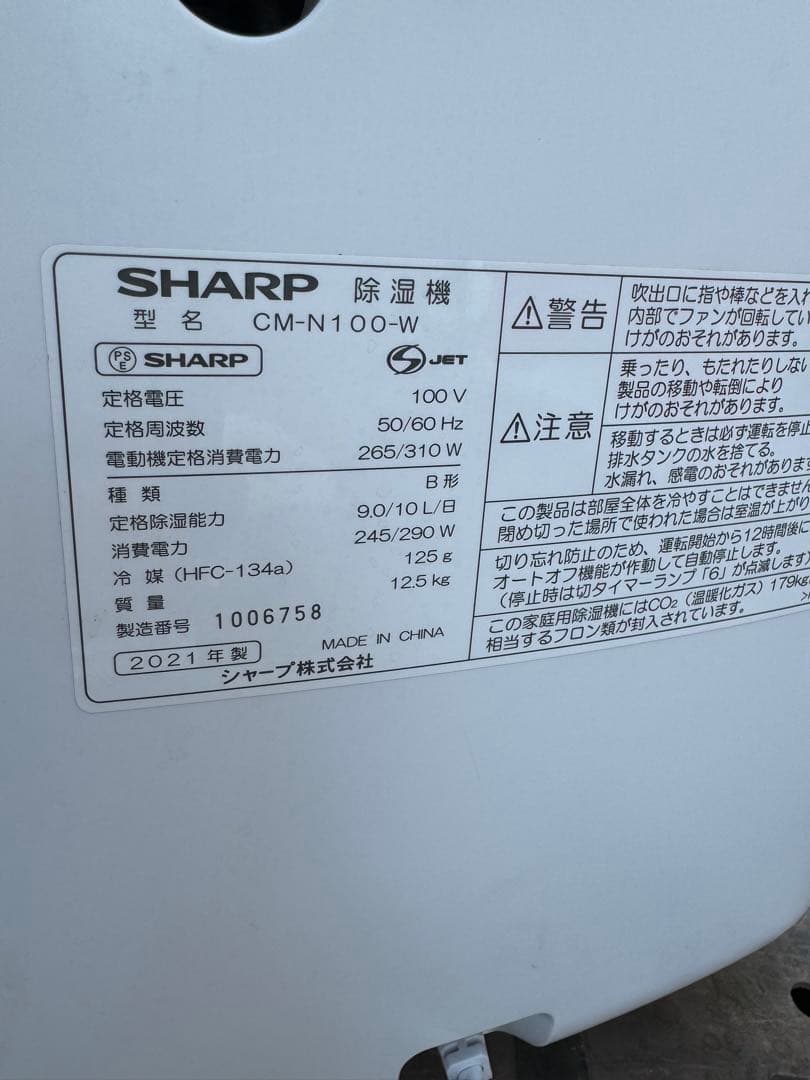 SHARP 除湿機
型名 CM-N100-W
PS E SHARP
S JET
定格電圧 100 V
定格周波数 50/60 Hz
電動機定格消費電力 265/310 W
種類 B形
定格除湿能力 9.0/10 L/日
消費電力 245/290 W
冷媒(HFC-134a) 125 g
質量 12.5 kg
製造番号 1006758
2021年製
MADE IN CHINA
シャープ株式会社
⚠警告
吹出口に指や棒などを入れ
内部でファンが回転してい
けがのおそれがあります。
⚠注意
乗ったり、もたれたりしない
製品の移動や転倒により
けがのおそれがあります。
移動するときは必ず運転を停止
排水タンクの水を捨てる。
水漏れ、感電のおそれがあります
この製品は部屋全体を冷やすことはできません
閉め切った場所で使われた場合は室温が上がり
切り忘れ防止のため、運転開始から12時間後に
オートオフ機能が作動して自動停止します。
(停止時は切タイマーランプ「6」が点滅します)
この家庭用除湿機にはCO₂(温暖化ガス)179kg
相当するフロン類が封入されています。